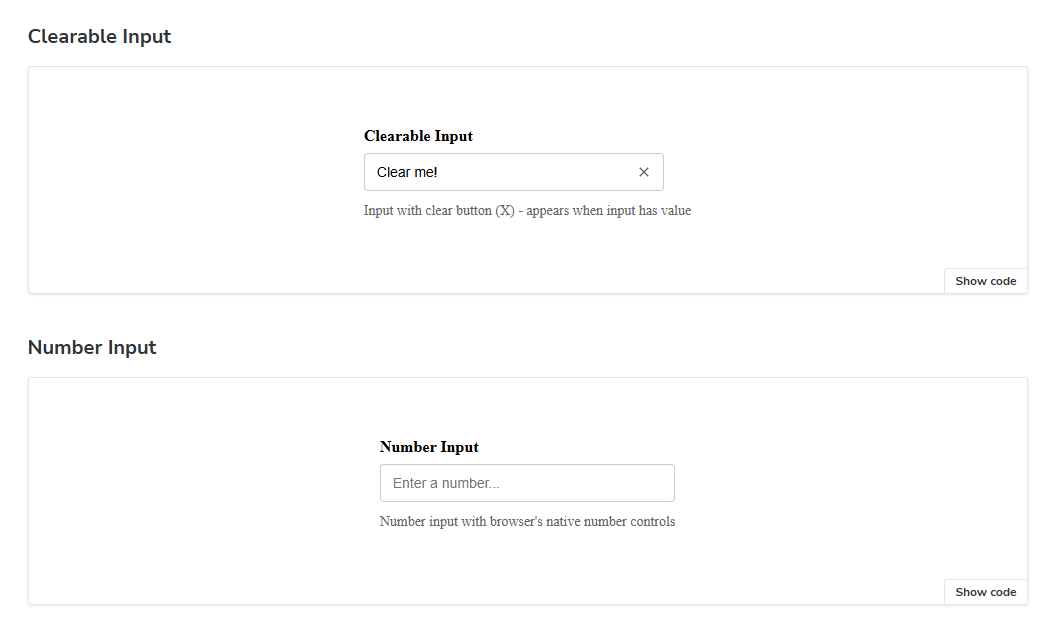 Clearable Input
Clearable Input
Clear me!
Input with clear button (X) - appears when input has value
Show code
Number Input
Number Input
Enter a number...
Number input with browser's native number controls
Show code